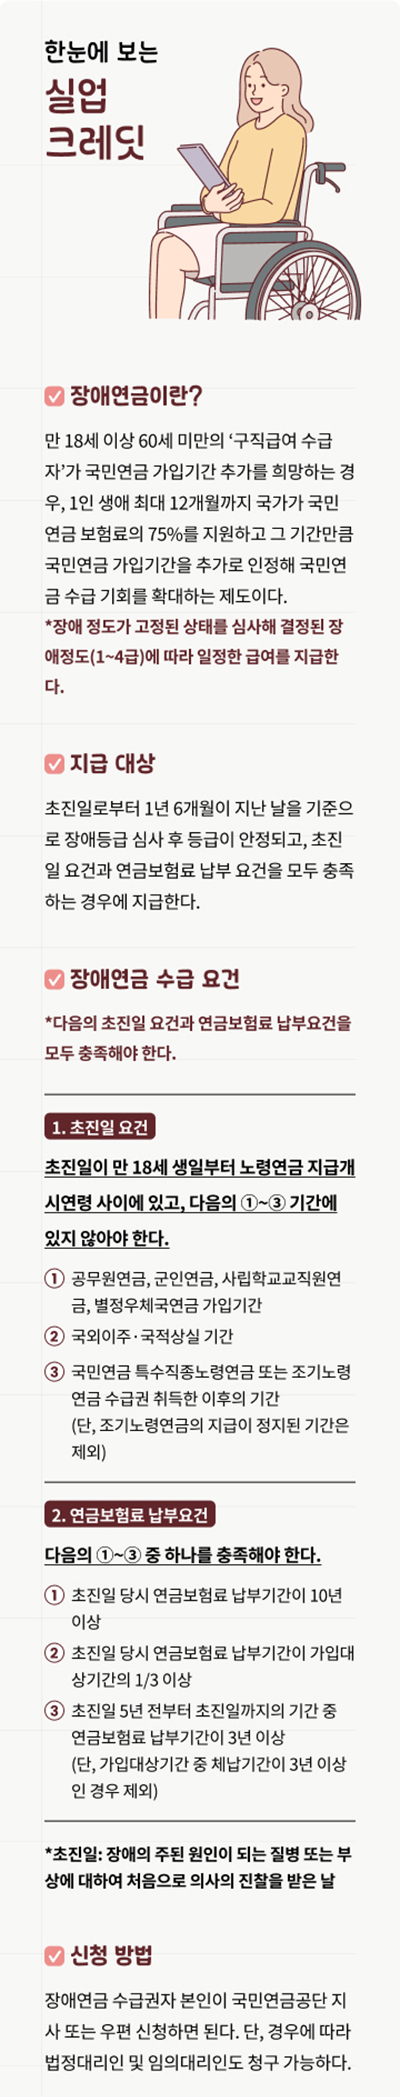 한눈에 보는
실업
크레딧
장애연금이란?
만 18세 이상 60세 미만의 ‘구직급여 수급
자’가 국민연금 가입기간 추가를 희망하는 경
우, 1인 생애 최대 12개월까지 국가가 국민
연금 보험료의 75%를 지원하고 그 기간만큼
국민연금 가입기간을 추가로 인정해 국민연
금 수급 기회를 확대하는 제도이다.
*장애 정도가 고정된 상태를 심사해 결정된 장
애정도(1~4급)에 따라 일정한 급여를 지급한
다.
지급 대상
초진일로부터 1년 6개월이 지난 날을 기준으
로 장애등급 심사 후 등급이 안정되고, 초진
일 요건과 연금보험료 납부 요건을 모두 충족
하는 경우에 지급한다.
장애연금 수급 요건
*다음의 초진일 요건과 연금보험료 납부요건을
모두 충족해야 한다.
1. 초진일 요건
초진일이 만 18세 생일부터 노령연금 지급개
시연령 사이에 있고, 다음의 ①~③ 기간에
있지 않아야 한다.
① 공무원연금, 군인연금, 사립학교교직원연
금, 별정우체국연금 가입기간
② 국외이주·국적상실 기간
③ 국민연금 특수직종노령연금 또는 조기노령
연금 수급권 취득한 이후의 기간
(단, 조기노령연금의 지급이 정지된 기간은
제외)
2. 연금보험료 납부요건
다음의 ①~③ 중 하나를 충족해야 한다.
① 초진일 당시 연금보험료 납부기간이 10년
이상
② 초진일 당시 연금보험료 납부기간이 가입대
상기간의 1/3 이상
③ 초진일 5년 전부터 초진일까지의 기간 중
연금보험료 납부기간이 3년 이상
(단, 가입대상기간 중 체납기간이 3년 이상
인 경우 제외)
*초진일: 장애의 주된 원인이 되는 질병 또는 부
상에 대하여 처음으로 의사의 진찰을 받은 날
신청 방법
장애연금 수급권자 본인이 국민연금공단 지
사 또는 우편 신청하면 된다. 단, 경우에 따라
법정대리인 및 임의대리인도 청구 가능하다.